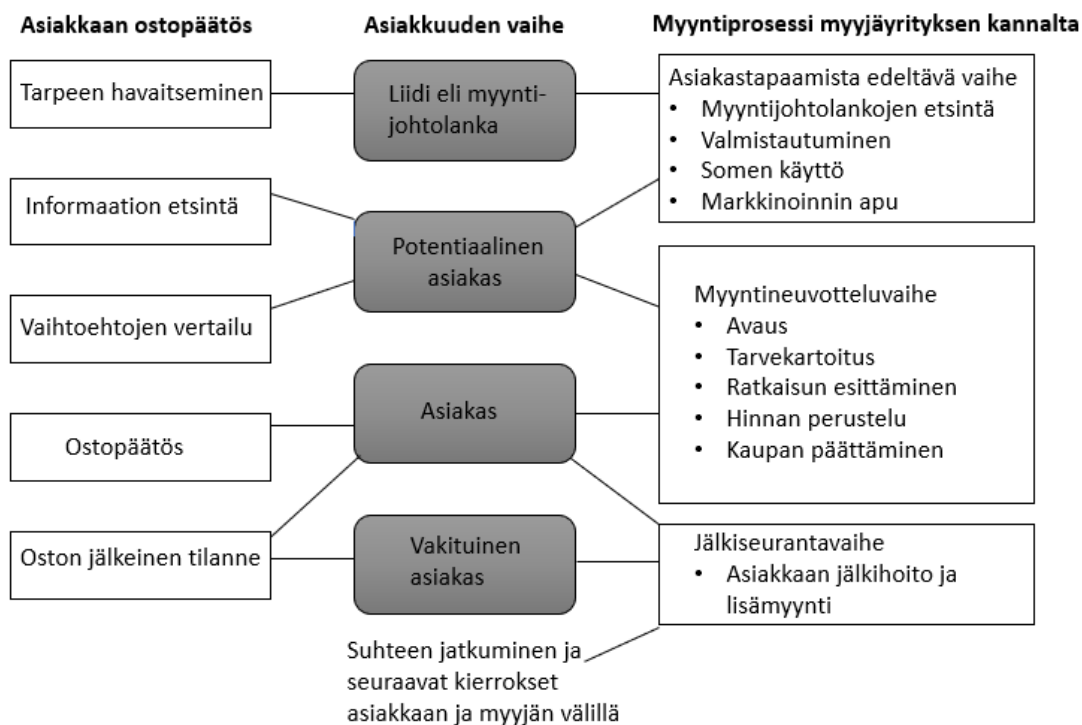 Asiakkaan ostopäätös
Asiakkuuden vaihe
Myyntiprosessi myyjäyrityksen kannalta
Tarpeen havaitseminen
Informaation etsintä
Vaihtoehtojen vertailu
Ostopäätös
Oston jälkeinen tilanne
Liidi eli myynti-
johtolanka
Potentiaalinen
asiakas
Asiakas
Vakituinen
asiakas
Suhteen jatkuminen ja
seuraavat kierrokset
asiakkaan ja myyjän välillä
Asiakastapaamista edeltävä vaihe
• Myyntijohtolankojen etsintä
• Valmistautuminen
• Somen käyttö
• Markkinoinnin apu
Myyntineuvotteluvaihe
• Avaus
• Tarvekartoitus
• Ratkaisun esittäminen
• Hinnan perustelu
• Kaupan päättäminen
Jälkiseurantavaihe
• Asiakkaan jälkihoito ja
lisämyynti